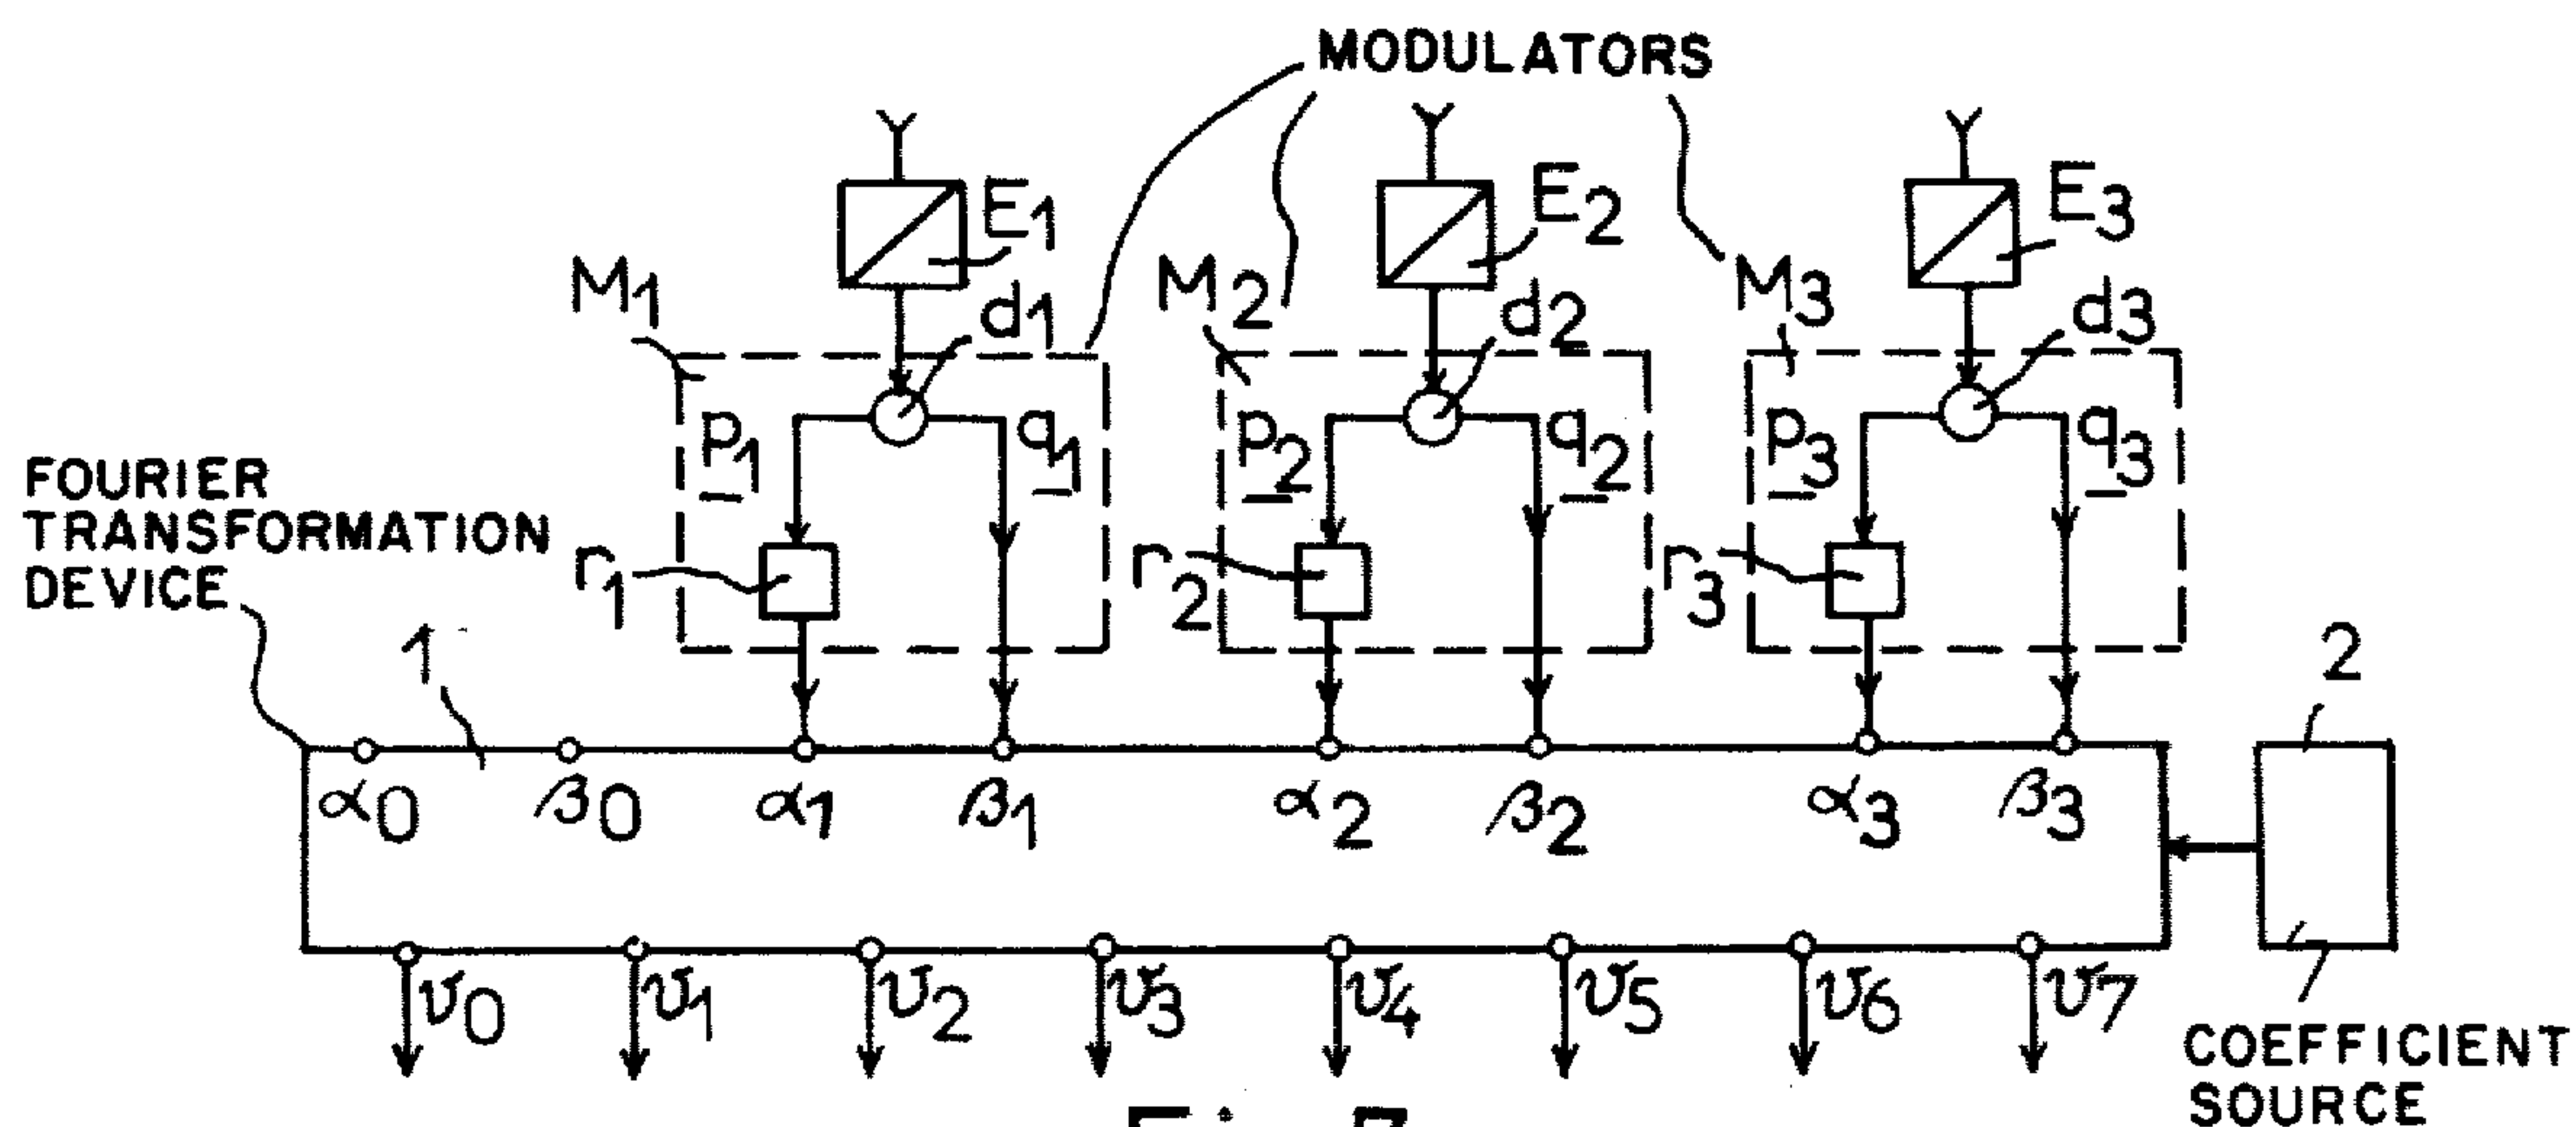 MODULATORS
E1 E2 E3
M1 d1 M2 d2 M3 d3
p1 q1 p2 q2 p3 q3
FOURIER
TRANSFORMATION
DEVICE
r1 r2 r3
1 2
α0 β0 α1 β1 α2 β2 α3 β3
v0 v1 v2 v3 v4 v5 v6 v7
COEFFICIENT
SOURCE